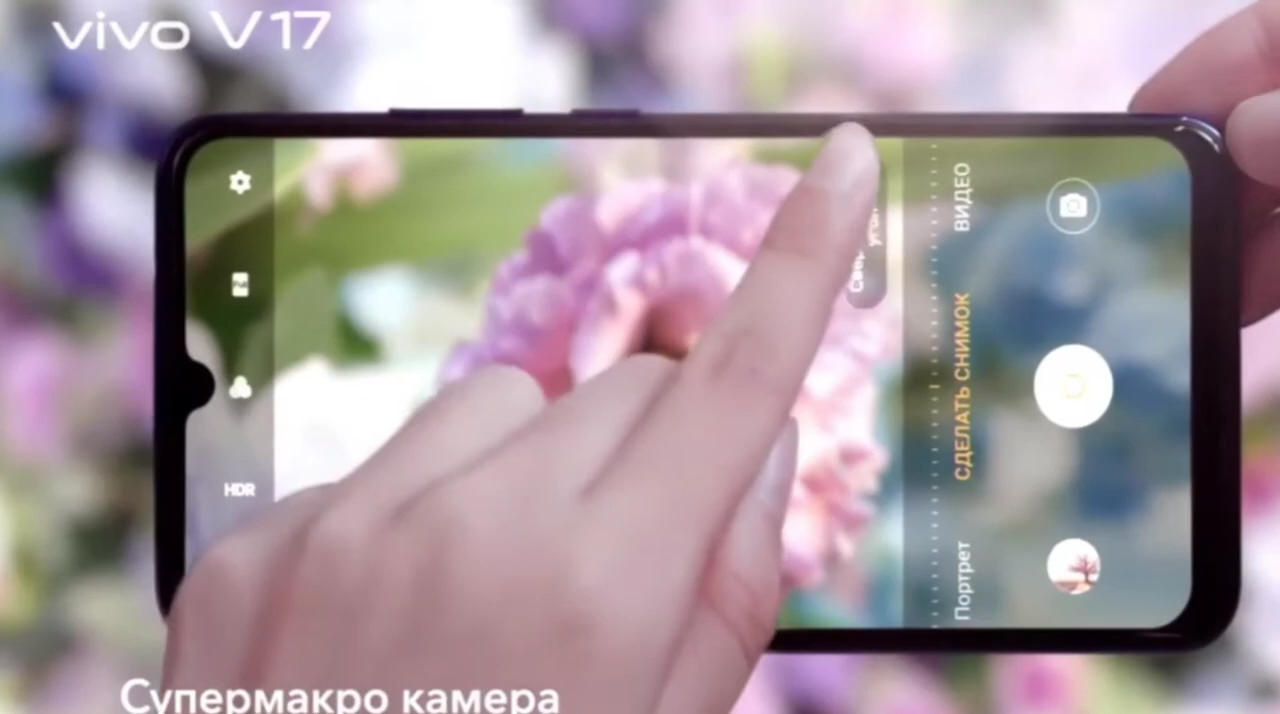 vivo V17
HDR
ВИДЕО
СДЕЛАТЬ СНИМОК
Портрет
Супермакро камера